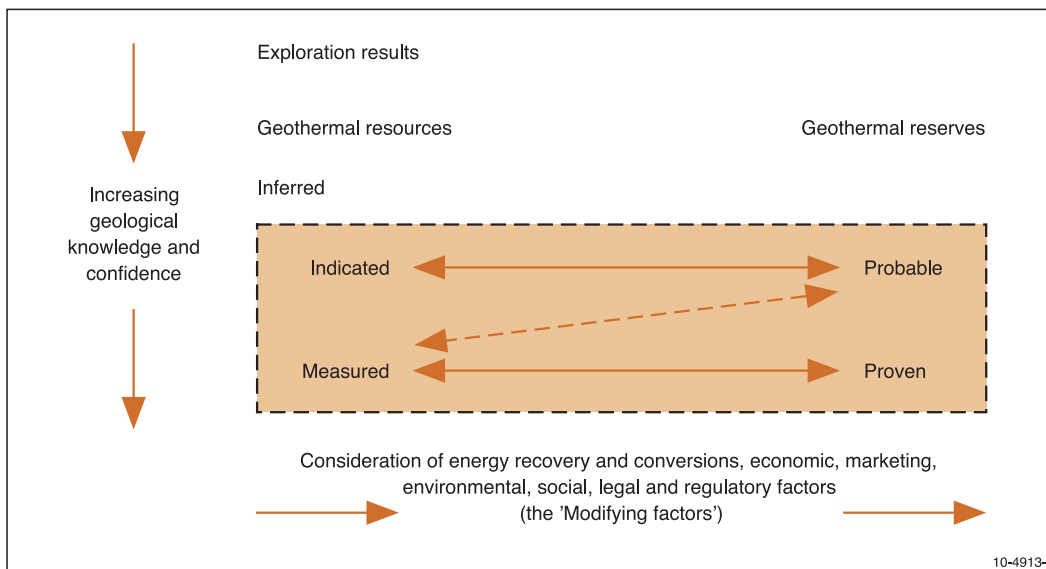 Exploration results
Geothermal resources
Geothermal reserves
Increasing
geological
knowledge and
confidence
Inferred
Indicated
Probable
Measured
Proven
Consideration of energy recovery and conversions, economic, marketing,
environmental, social, legal and regulatory factors
(the 'Modifying factors')
10-4913-